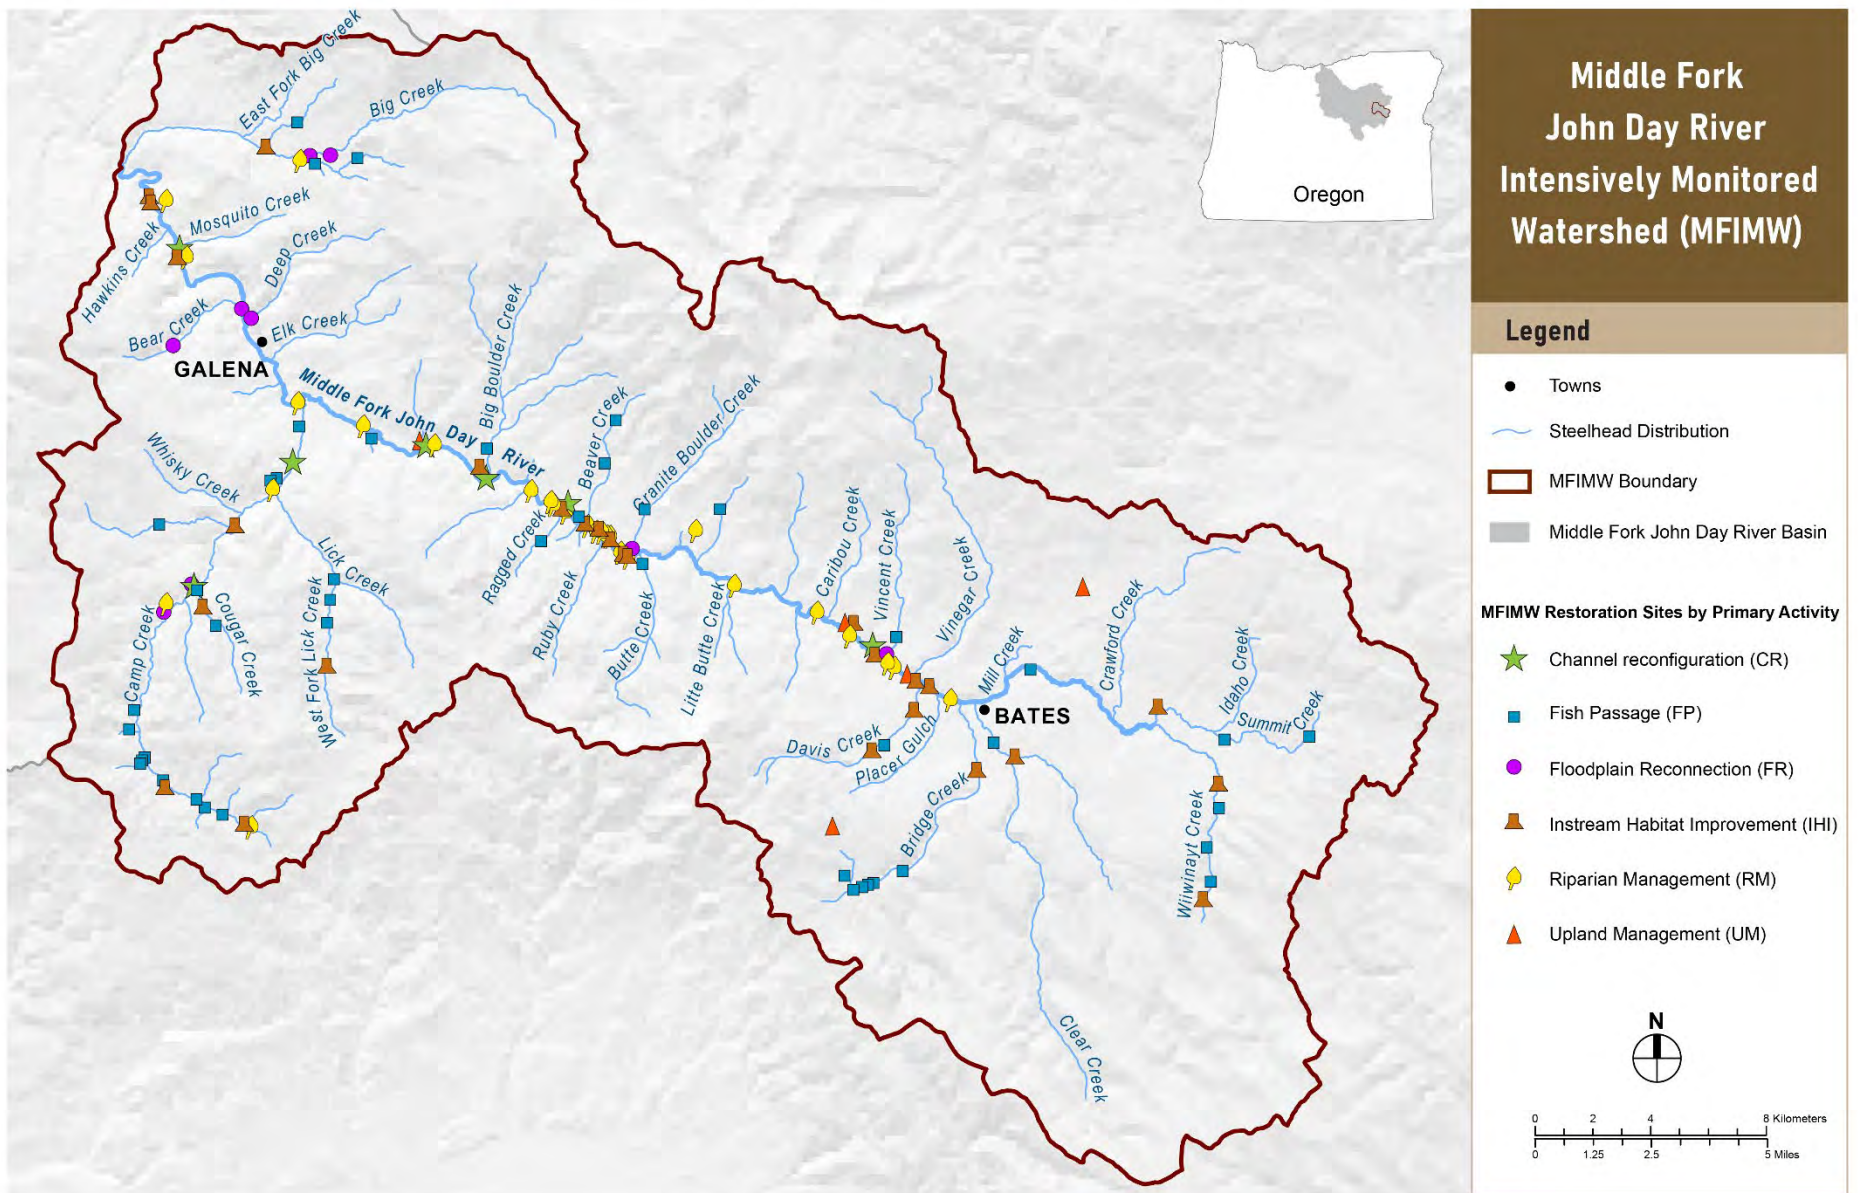 Middle Fork
John Day River
Intensively Monitored
Watershed (MFIMW)
Legend
Towns
Steelhead Distribution
MFIMW Boundary
Middle Fork John Day River Basin
MFIMW Restoration Sites by Primary Activity
Channel reconfiguration (CR)
Fish Passage (FP)
Floodplain Reconnection (FR)
Instream Habitat Improvement (IHI)
Riparian Management (RM)
Upland Management (UM)
N
0 2 4 8 Kilometers
0 1.25 2.5 5 Miles
Oregon
East Fork Big Creek
Big Creek
Mosquito Creek
Hawkins Creek
Deep Creek
Bear Creek
Elk Creek
GALENA
Middle Fork John Day River
Big Boulder Creek
Beaver Creek
Granite Boulder Creek
Whisky Creek
Lick Creek
Ragged Creek
Ruby Creek
Butte Creek
Litte Butte Creek
Caribou Creek
Vincent Creek
Vinegar Creek
Camp Creek
Cougar Creek
West Fork Lick Creek
Mill Creek
Crawford Creek
Idaho Creek
Summit Creek
BATES
Davis Creek
Placer Gulch
Bridge Creek
Wiiwinayt Creek
Clear Creek